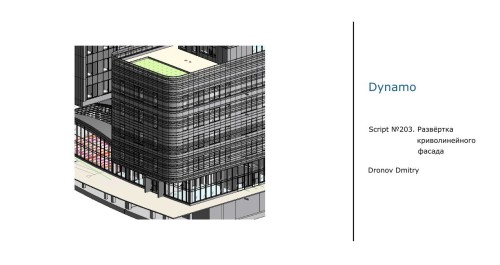 Dynamo
Script №203. Развёртка
криволинейного
фасада
Dronov Dmitry